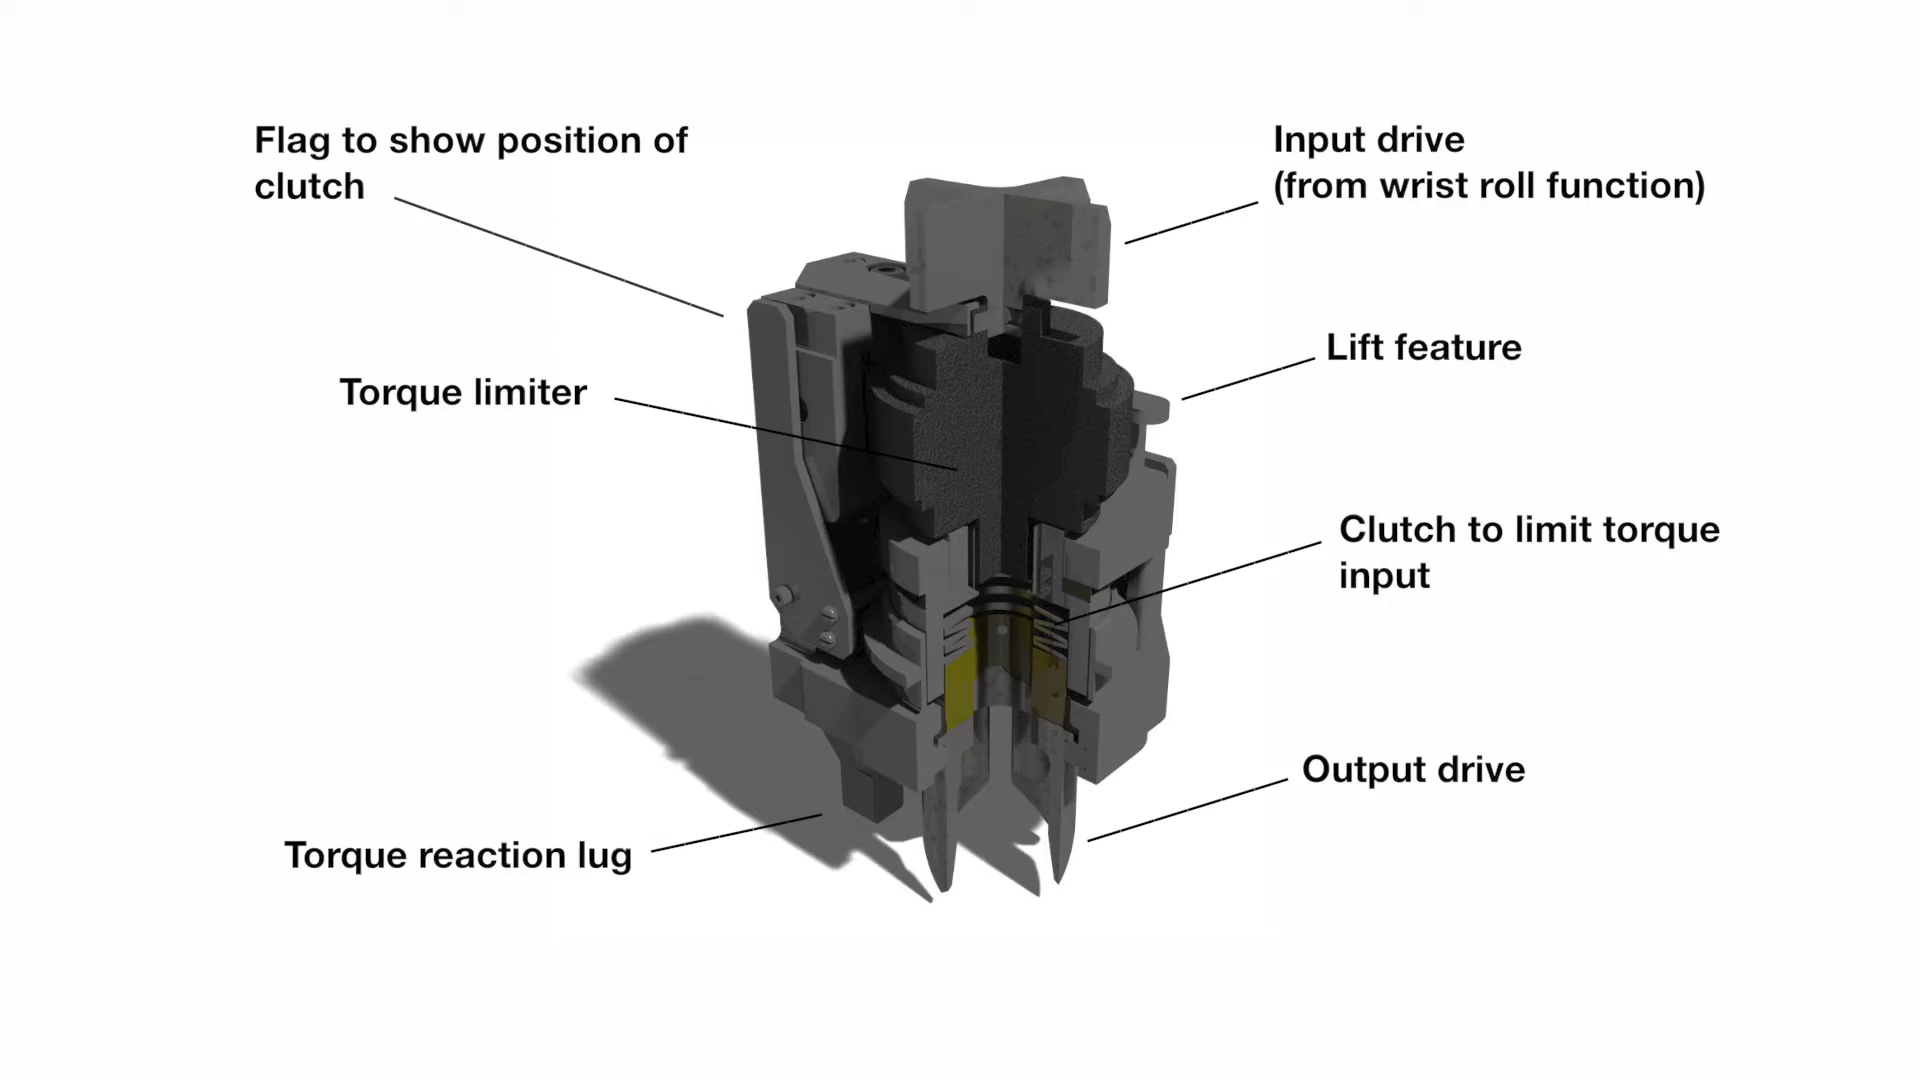 Flag to show position of
clutch
Input drive
(from wrist roll function)
Lift feature
Torque limiter
Clutch to limit torque
input
Output drive
Torque reaction lug